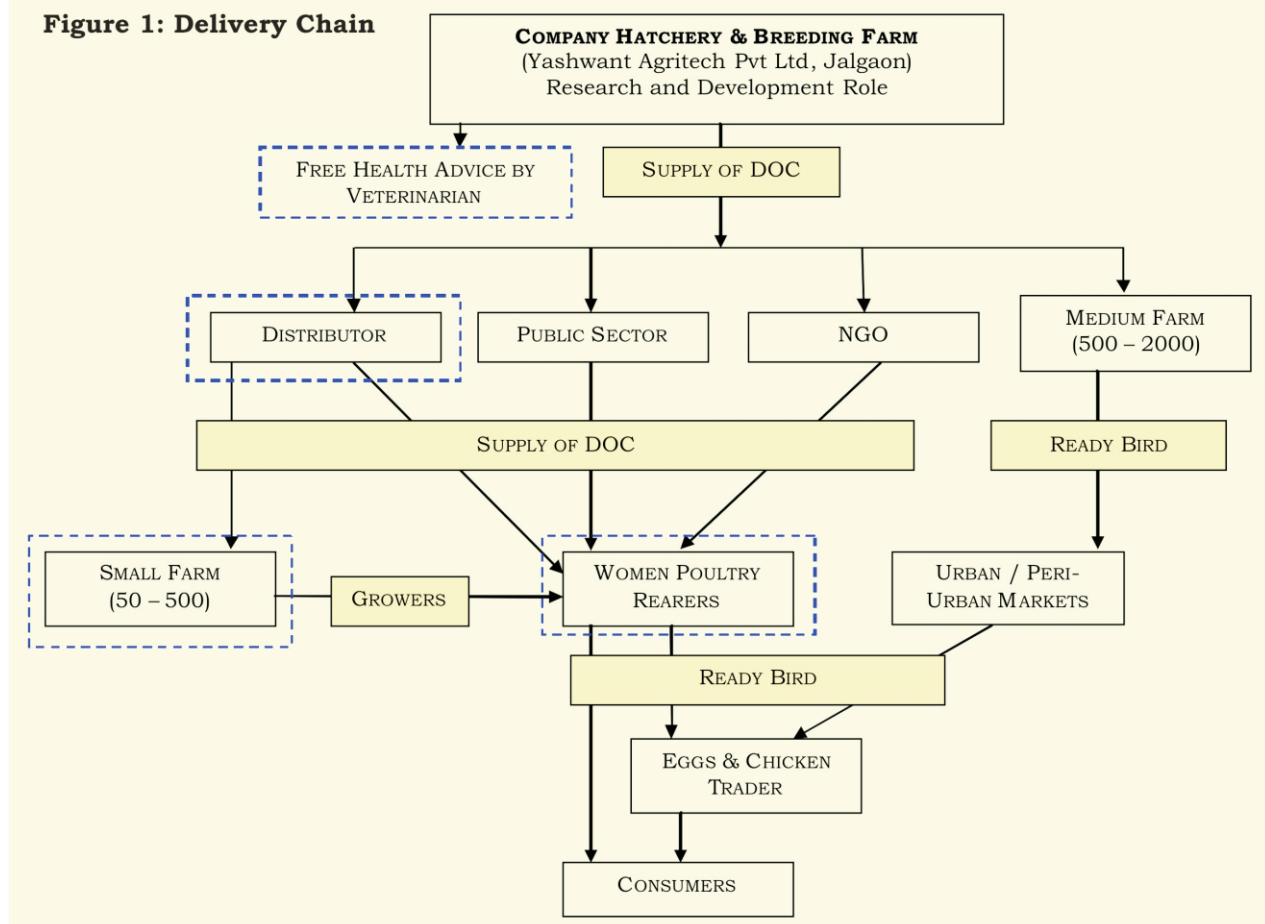 Figure 1: Delivery Chain
COMPANY HATCHERY & BREEDING FARM
(Yashwant Agritech Pvt Ltd, Jalgaon)
Research and Development Role
FREE HEALTH ADVICE BY
VETERINARIAN
SUPPLY OF DOC
DISTRIBUTOR
PUBLIC SECTOR
NGO
MEDIUM FARM
(500 – 2000)
SUPPLY OF DOC
READY BIRD
SMALL FARM
(50 – 500)
GROWERS
WOMEN POULTRY
REARERS
URBAN / PERI-
URBAN MARKETS
READY BIRD
EGGS & CHICKEN
TRADER
CONSUMERS